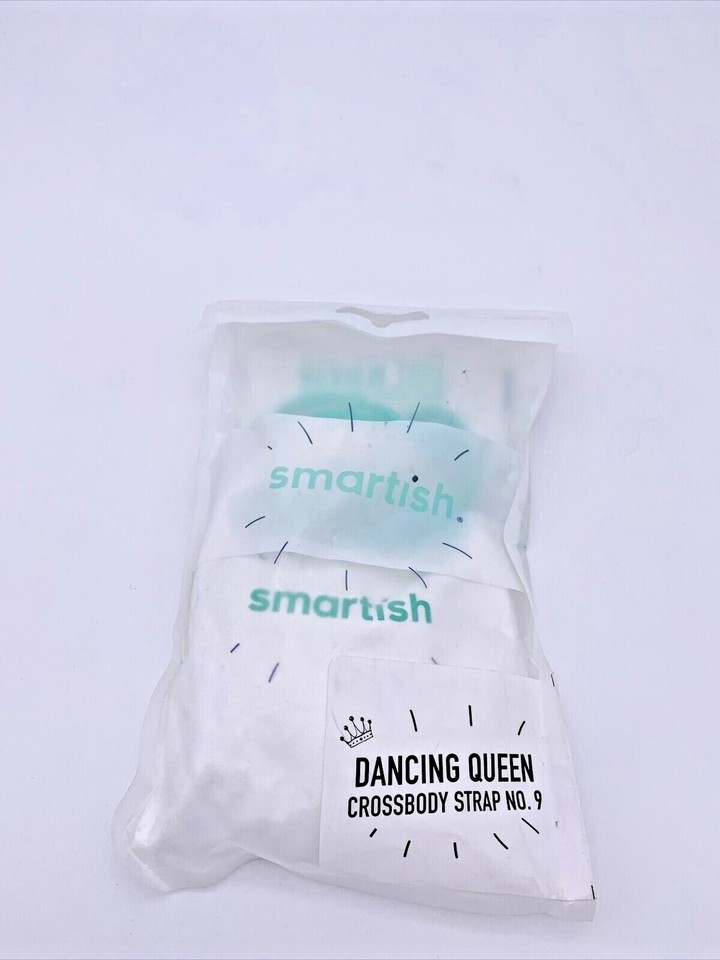 smartish.
smartish
DANCING QUEEN
CROSSBODY STRAP NO. 9